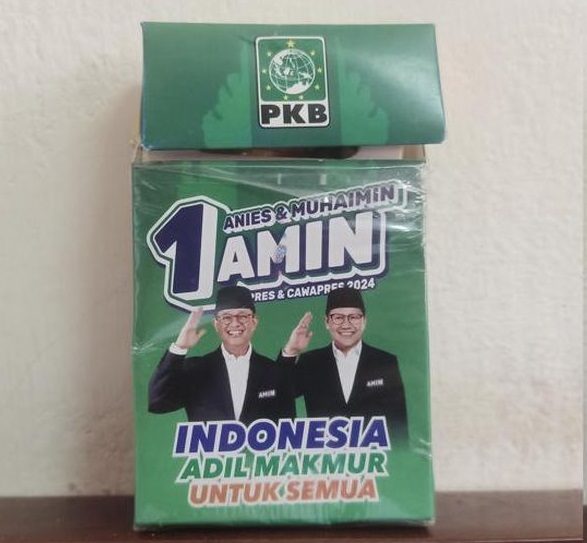 PKB
ANIES & MUHAIMIN
1 AMIN
PRES & CAWAPRES 2024
AMIN
AMIN
INDONESIA
ADIL MAKMUR
UNTUK SEMUA